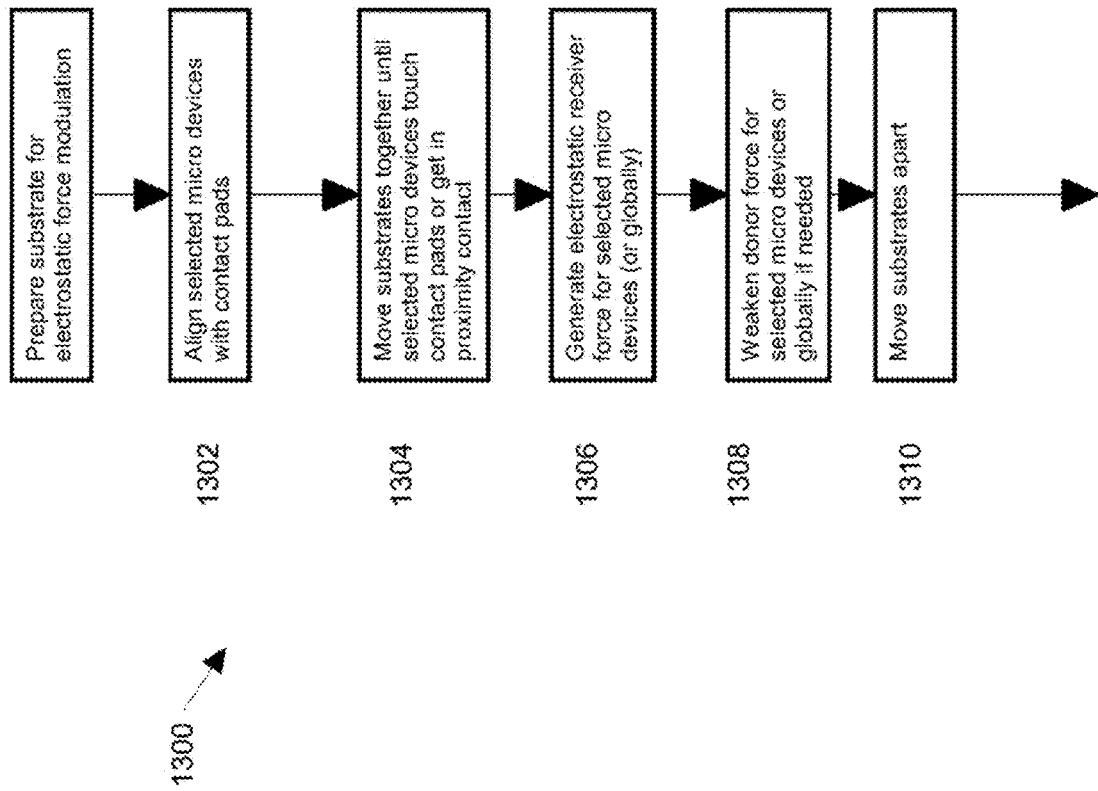 1300
Prepare substrate for
electrostatic force modulation
1302
Align selected micro devices
with contact pads
1304
Move substrates together until
selected micro devices touch
contact pads or get in
proximity contact
1306
Generate electrostatic receiver
force for selected micro
devices (or globally)
1308
Weaken donor force for
selected micro devices or
globally if needed
1310
Move substrates apart